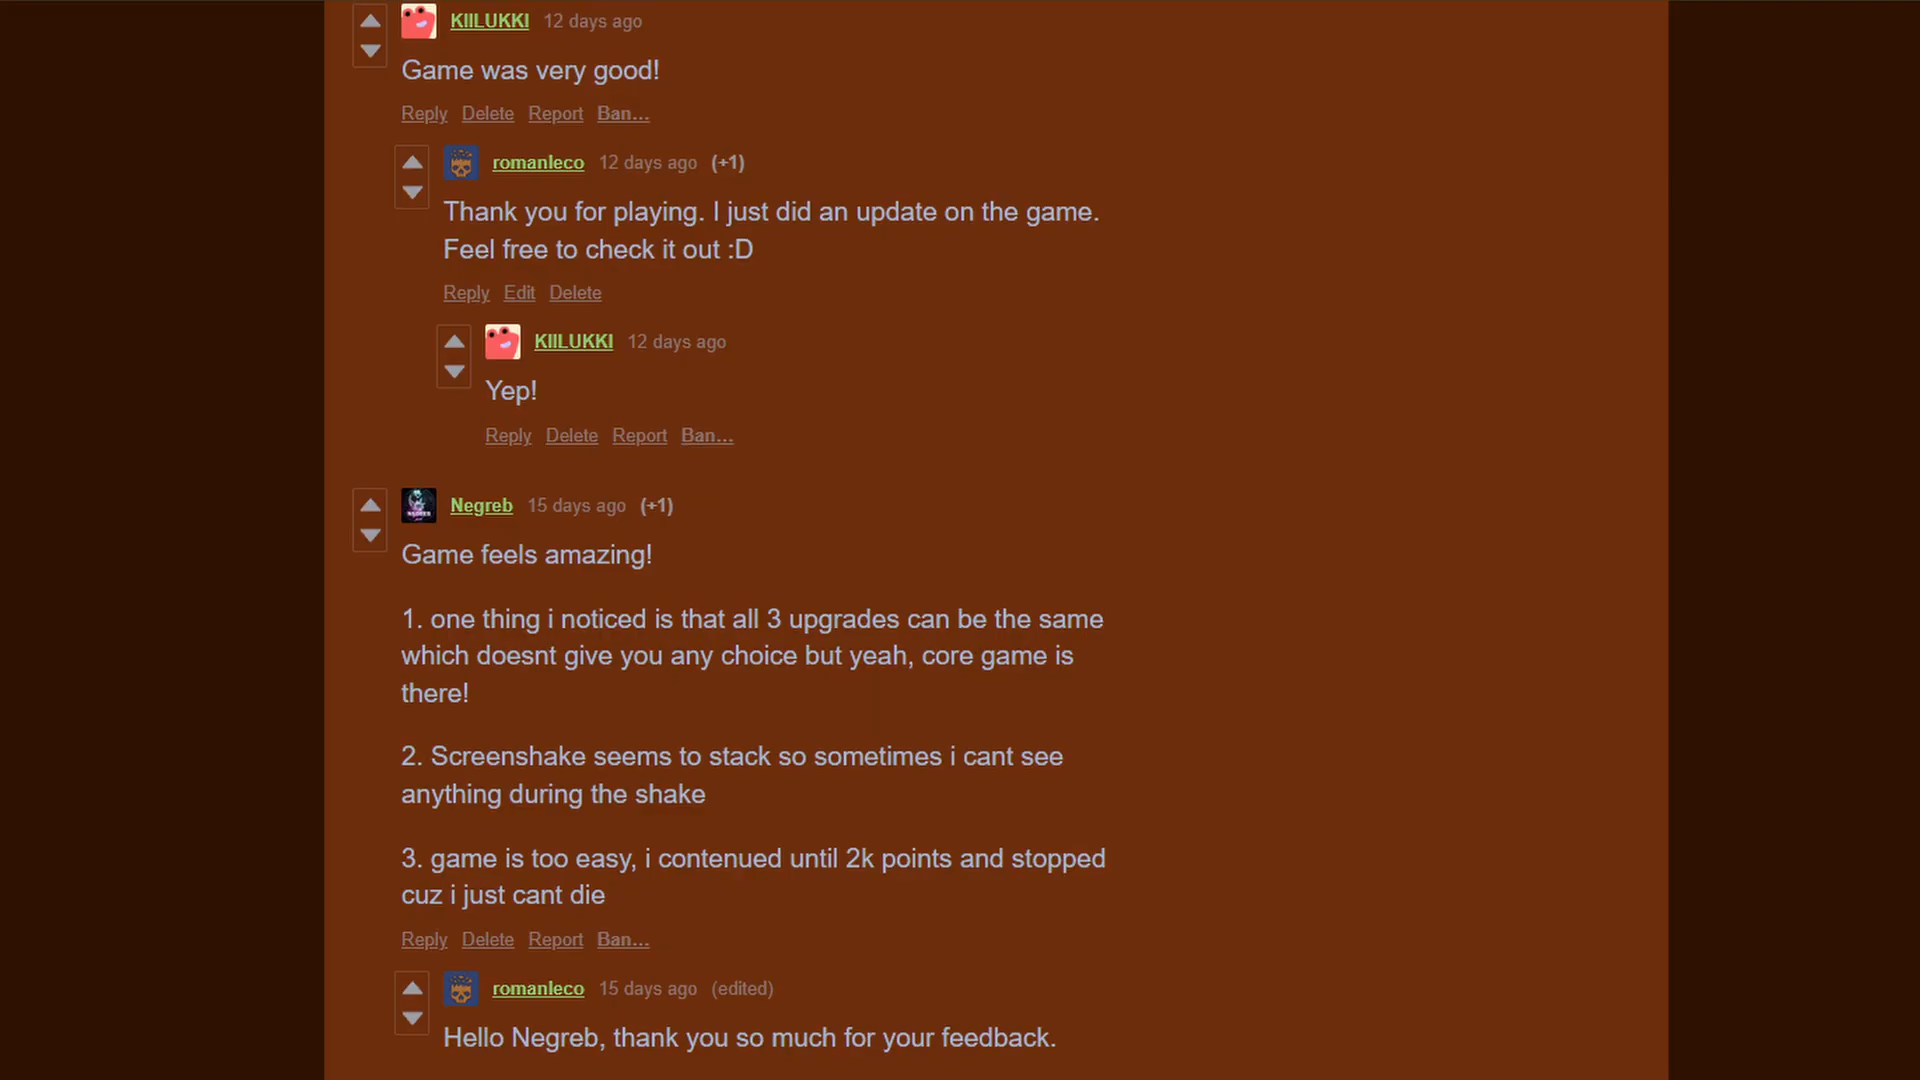 KIILUKKI 12 days ago
Game was very good!
Reply Delete Report Ban...
romanleco 12 days ago (+1)
Thank you for playing. I just did an update on the game.
Feel free to check it out :D
Reply Edit Delete
KIILUKKI 12 days ago
Yep!
Reply Delete Report Ban...
Negreb 15 days ago (+1)
Game feels amazing!
1. one thing i noticed is that all 3 upgrades can be the same
which doesnt give you any choice but yeah, core game is
there!
2. Screenshake seems to stack so sometimes i cant see
anything during the shake
3. game is too easy, i contenued until 2k points and stopped
cuz i just cant die
Reply Delete Report Ban...
romanleco 15 days ago (edited)
Hello Negreb, thank you so much for your feedback.